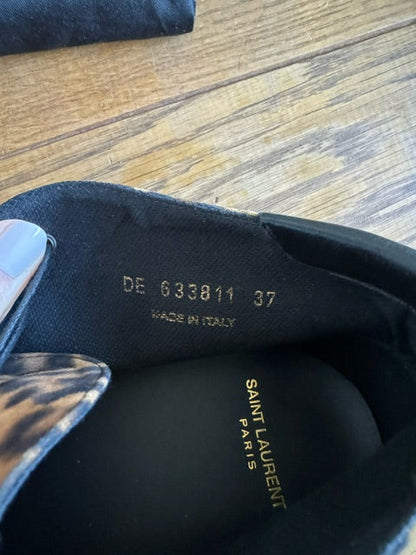 DE 633811 37
MADE IN ITALY
SAINT LAURENT
PARIS